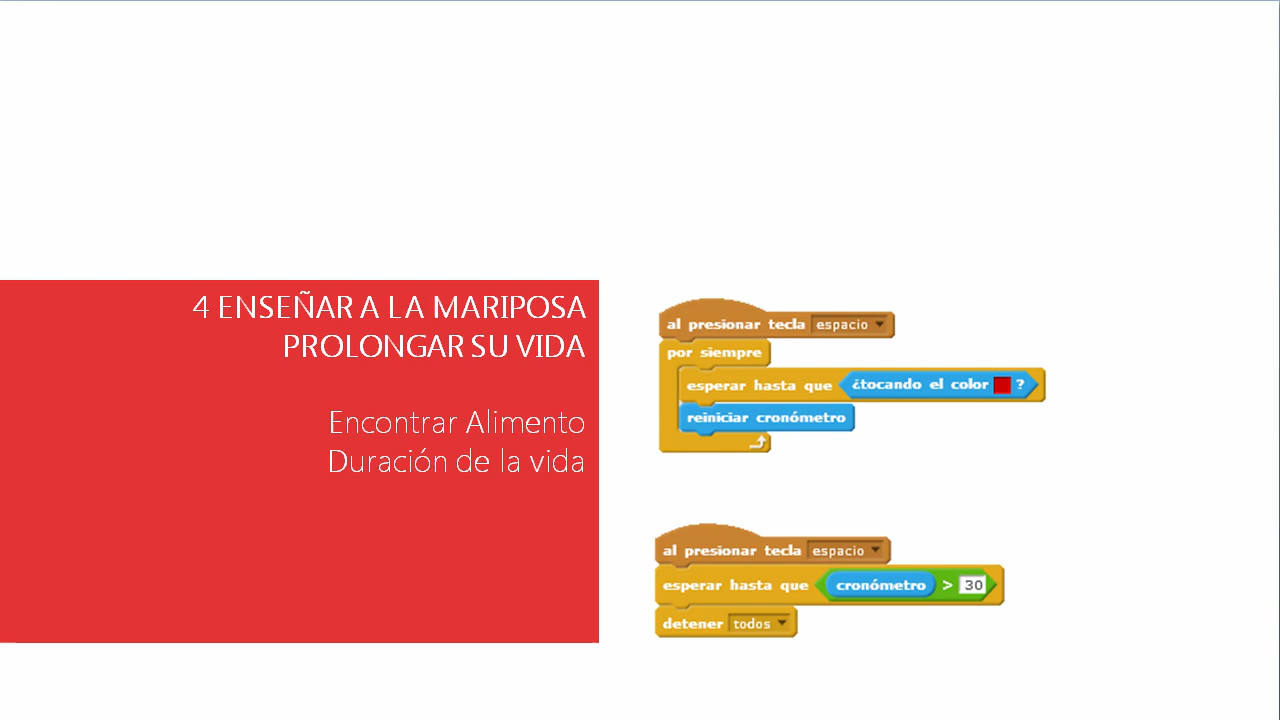 4 ENSEÑAR A LA MARIPOSA
PROLONGAR SU VIDA
Encontrar Alimento
Duración de la vida
al presionar tecla espacio
por siempre
esperar hasta que ¿tocando el color ?
reiniciar cronómetro
al presionar tecla espacio
esperar hasta que cronómetro > 30
detener todos